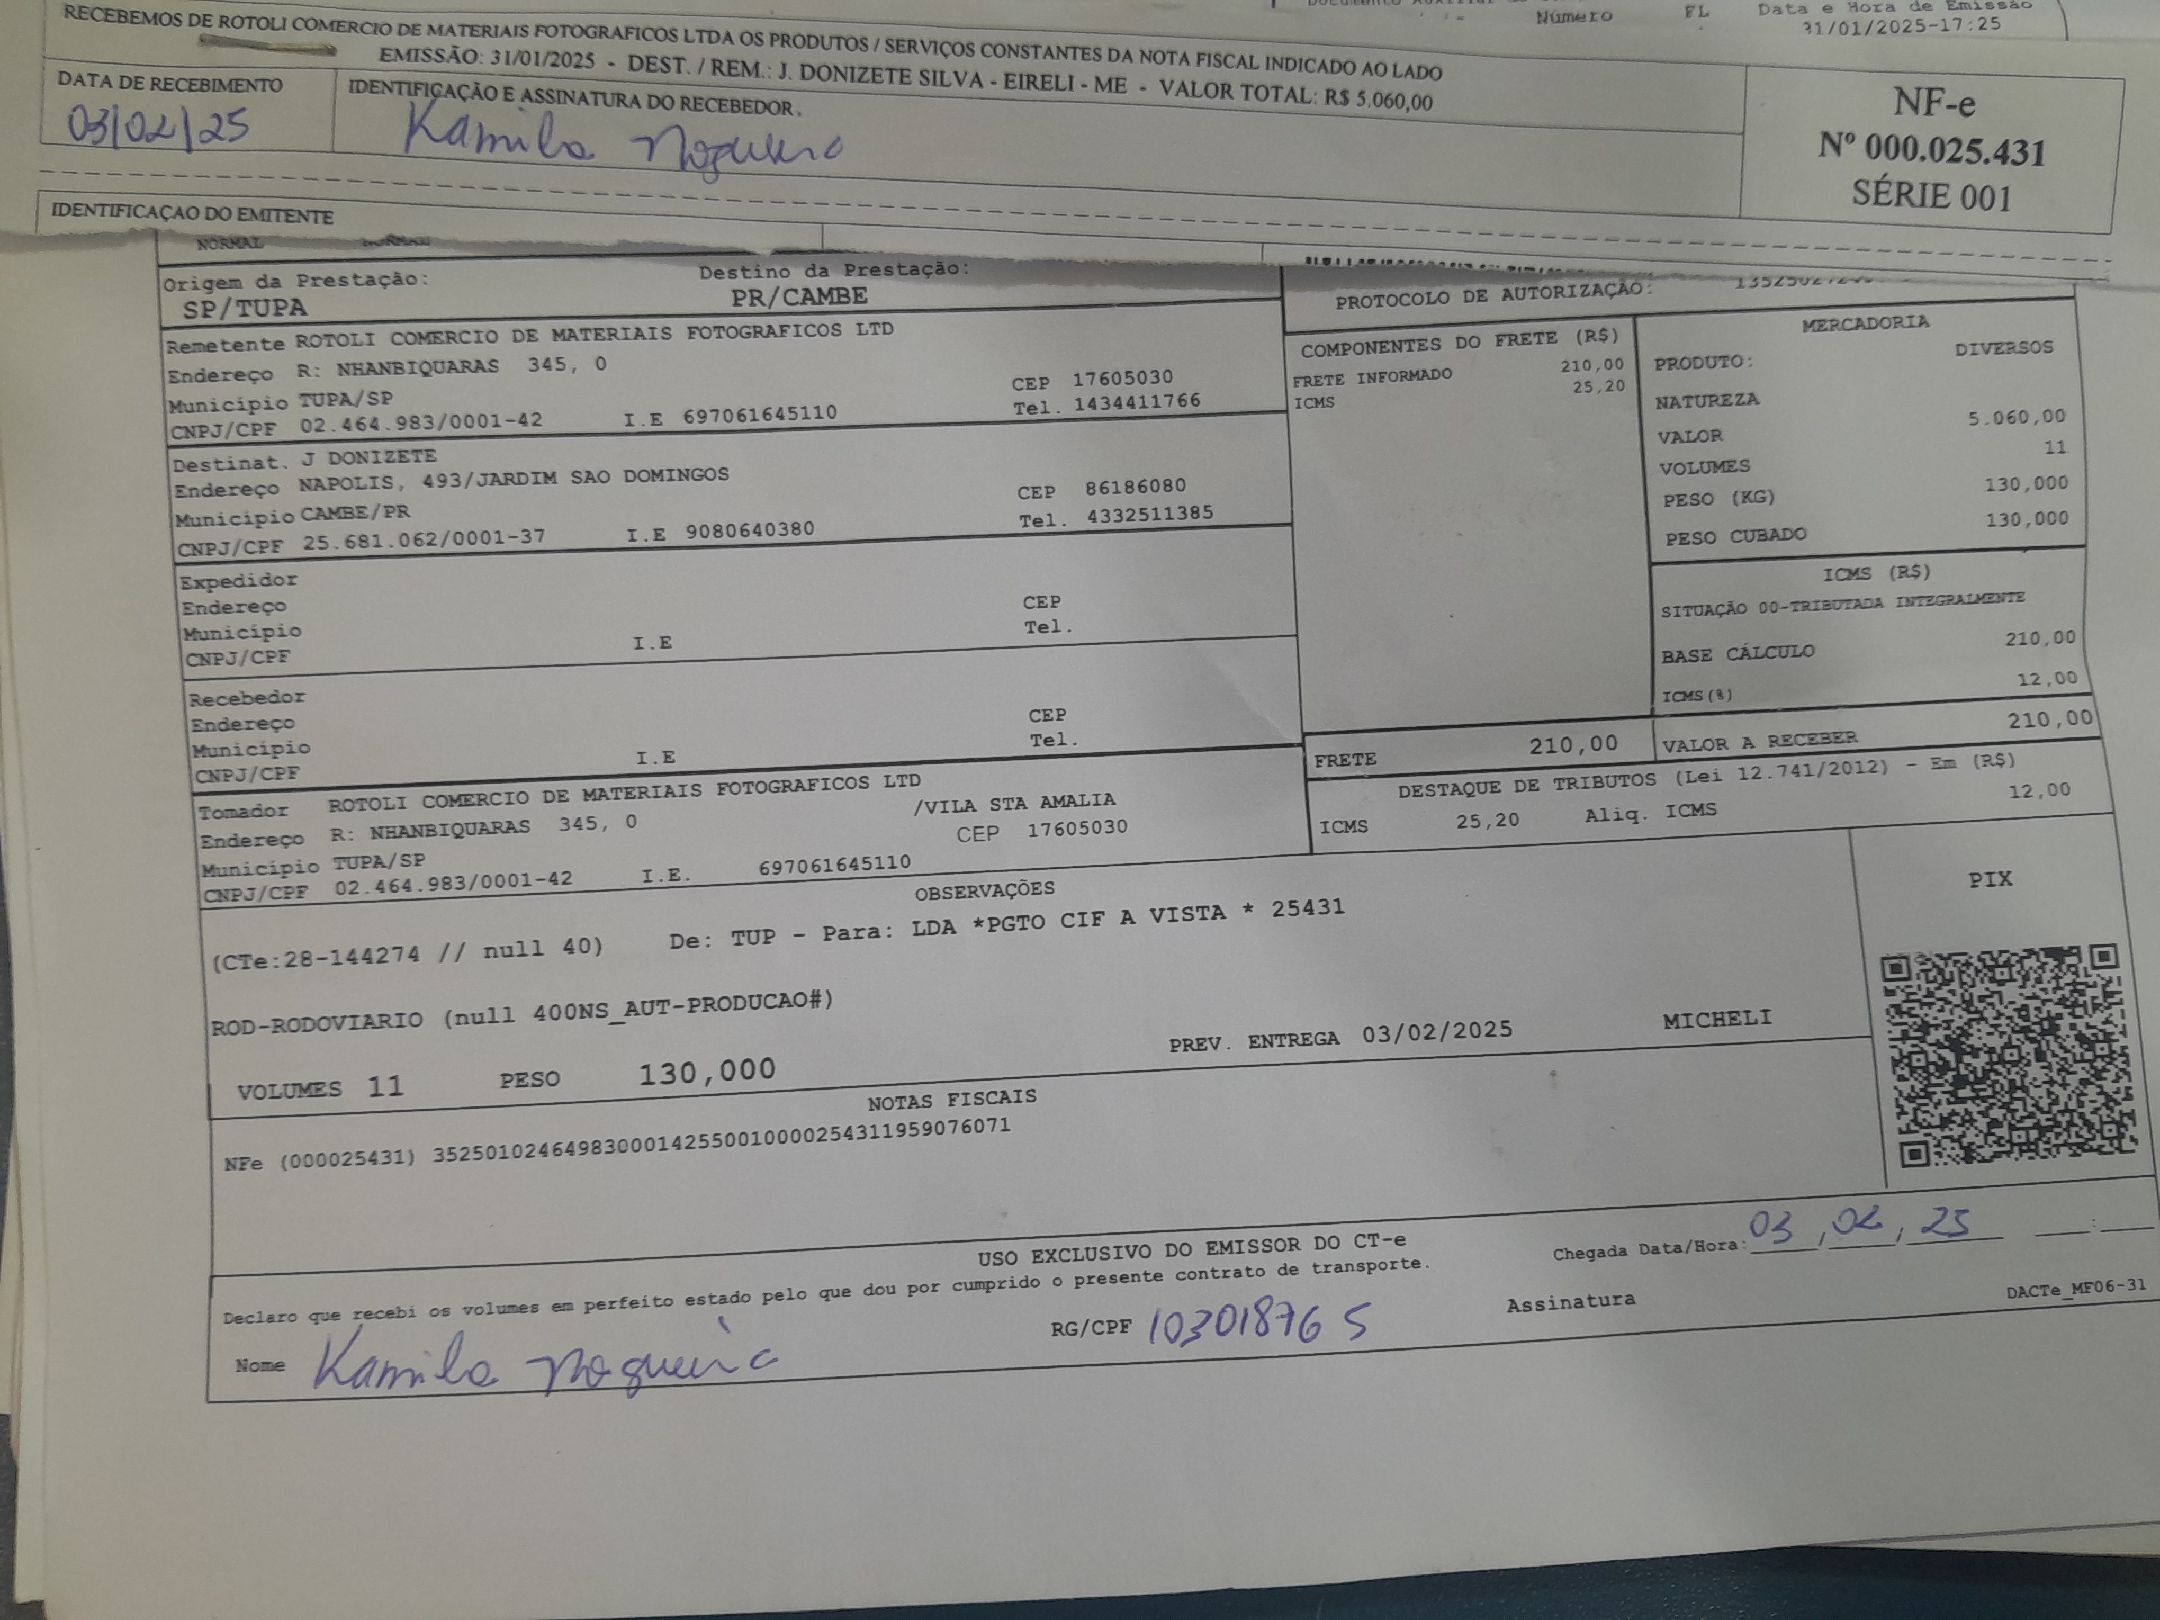 Número FL Data e Hora de Emissão
31/01/2025-17:25
RECEBEMOS DE ROTOLI COMERCIO DE MATERIAIS FOTOGRAFICOS LTDA OS PRODUTOS / SERVIÇOS CONSTANTES DA NOTA FISCAL INDICADO AO LADO
EMISSÃO: 31/01/2025 - DEST. / REM.: J. DONIZETE SILVA - EIRELI - ME - VALOR TOTAL: R$ 5.060,00
DATA DE RECEBIMENTO
03/02/25
IDENTIFICAÇÃO E ASSINATURA DO RECEBEDOR.
Kamila Nogueira
NF-e
Nº 000.025.431
SÉRIE 001
IDENTIFICAÇAO DO EMITENTE
NORMAL NORMAL
Origem da Prestação: Destino da Prestação:
SP/TUPA PR/CAMBE
PROTOCOLO DE AUTORIZAÇÃO:
Remetente ROTOLI COMERCIO DE MATERIAIS FOTOGRAFICOS LTD
Endereço R: NHANBIQUARAS 345, 0
Município TUPA/SP CEP 17605030
CNPJ/CPF 02.464.983/0001-42 I.E 697061645110 Tel. 1434411766
Destinat. J DONIZETE
Endereço NAPOLIS, 493/JARDIM SAO DOMINGOS
Município CAMBE/PR CEP 86186080
CNPJ/CPF 25.681.062/0001-37 I.E 9080640380 Tel. 4332511385
Expedidor
Endereço
Município CEP
CNPJ/CPF I.E Tel.
Recebedor
Endereço
Município CEP
CNPJ/CPF I.E Tel.
Tomador ROTOLI COMERCIO DE MATERIAIS FOTOGRAFICOS LTD
Endereço R: NHANBIQUARAS 345, 0 /VILA STA AMALIA
Município TUPA/SP CEP 17605030
CNPJ/CPF 02.464.983/0001-42 I.E. 697061645110
COMPONENTES DO FRETE (R$)
FRETE INFORMADO 210,00
ICMS 25,20
MERCADORIA
PRODUTO: DIVERSOS
NATUREZA
VALOR 5.060,00
VOLUMES 11
PESO (KG) 130,000
PESO CUBADO 130,000
ICMS (R$)
SITUAÇÃO 00-TRIBUTADA INTEGRALMENTE
BASE CÁLCULO 210,00
ICMS(%) 12,00
FRETE 210,00 VALOR A RECEBER 210,00
DESTAQUE DE TRIBUTOS (Lei 12.741/2012) - Em (R$)
ICMS 25,20 Aliq. ICMS 12,00
OBSERVAÇÕES
(CTe:28-144274 // null 40) De: TUP - Para: LDA *PGTO CIF A VISTA * 25431
ROD-RODOVIARIO (null 400NS_AUT-PRODUCAO#)
PREV. ENTREGA 03/02/2025 MICHELI
VOLUMES 11 PESO 130,000
PIX
NOTAS FISCAIS
NFe (000025431) 35250102464983000142550010000254311959076071
USO EXCLUSIVO DO EMISSOR DO CT-e
Declaro que recebi os volumes em perfeito estado pelo que dou por cumprido o presente contrato de transporte.
Chegada Data/Hora: 03, 02, 25 __:__
Nome Kamila Nogueira RG/CPF 10301876 5 Assinatura
DACTe_MF06-31